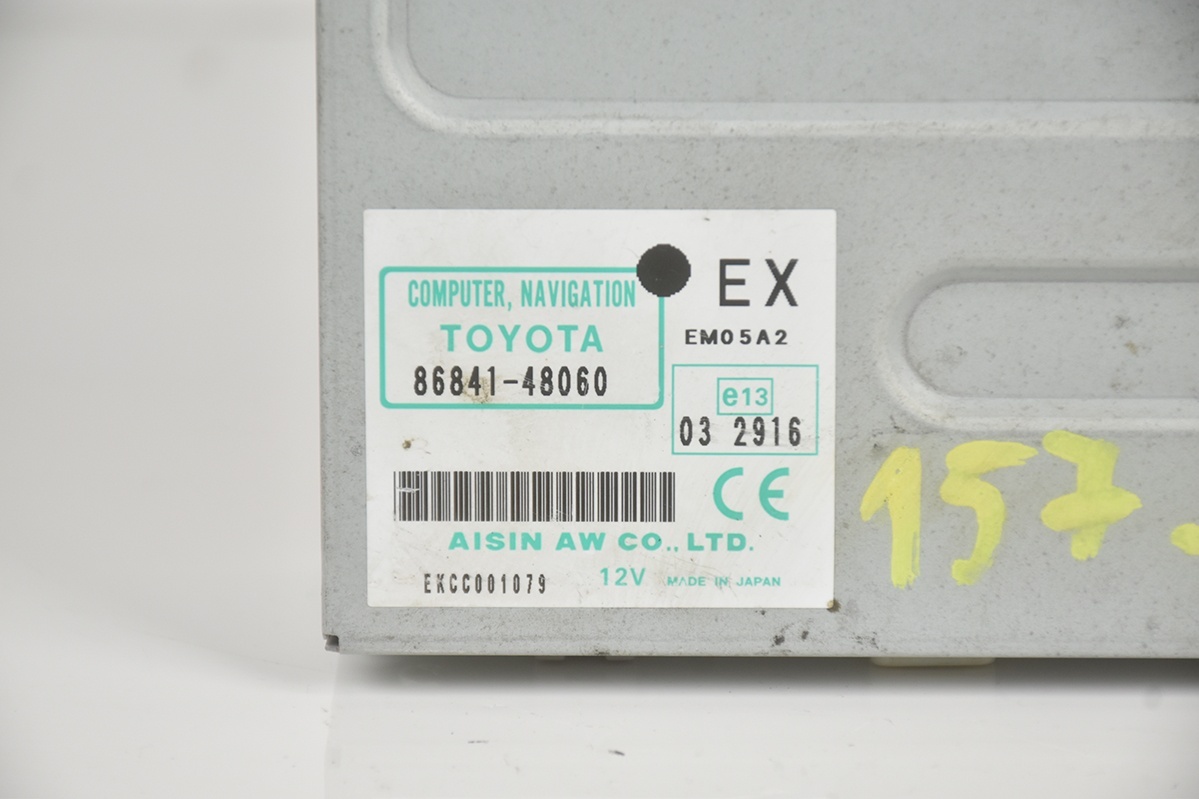 COMPUTER, NAVIGATION
TOYOTA
86841-48060
EX
EM05A2
e13
03 2916
CE
AISIN AW CO., LTD.
EKCC001079 12V MADE IN JAPAN
157.